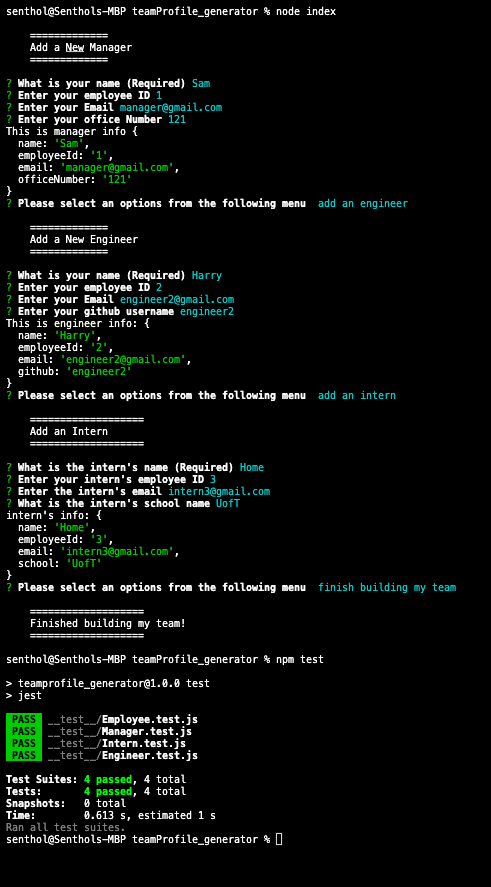 senthol@Senthols-MBP teamProfile_generator % node index
=============
Add a New Manager
=============
? What is your name (Required) Sam
? Enter your employee ID 1
? Enter your Email manager@gmail.com
? Enter your office Number 121
This is manager info {
name: 'Sam',
employeeId: '1',
email: 'manager@gmail.com',
officeNumber: '121'
}
? Please select an options from the following menu  add an engineer
=============
Add a New Engineer
=============
? What is your name (Required) Harry
? Enter your employee ID 2
? Enter your Email engineer2@gmail.com
? Enter your github username engineer2
This is engineer info: {
name: 'Harry',
employeeId: '2',
email: 'engineer2@gmail.com',
github: 'engineer2'
}
? Please select an options from the following menu  add an intern
===================
Add an Intern
===================
? What is the intern's name (Required) Home
? Enter your intern's employee ID 3
? Enter the intern's email intern3@gmail.com
? What is the intern's school name UofT
intern's info: {
name: 'Home',
employeeId: '3',
email: 'intern3@gmail.com',
school: 'UofT'
}
? Please select an options from the following menu  finish building my team
===================
Finished building my team!
===================
senthol@Senthols-MBP teamProfile_generator % npm test
> teamprofile_generator@1.0.0 test
> jest
PASS __test__/Employee.test.js
PASS __test__/Manager.test.js
PASS __test__/Intern.test.js
PASS __test__/Engineer.test.js
Test Suites: 4 passed, 4 total
Tests:       4 passed, 4 total
Snapshots:   0 total
Time:        0.613 s, estimated 1 s
Ran all test suites.
senthol@Senthols-MBP teamProfile_generator %